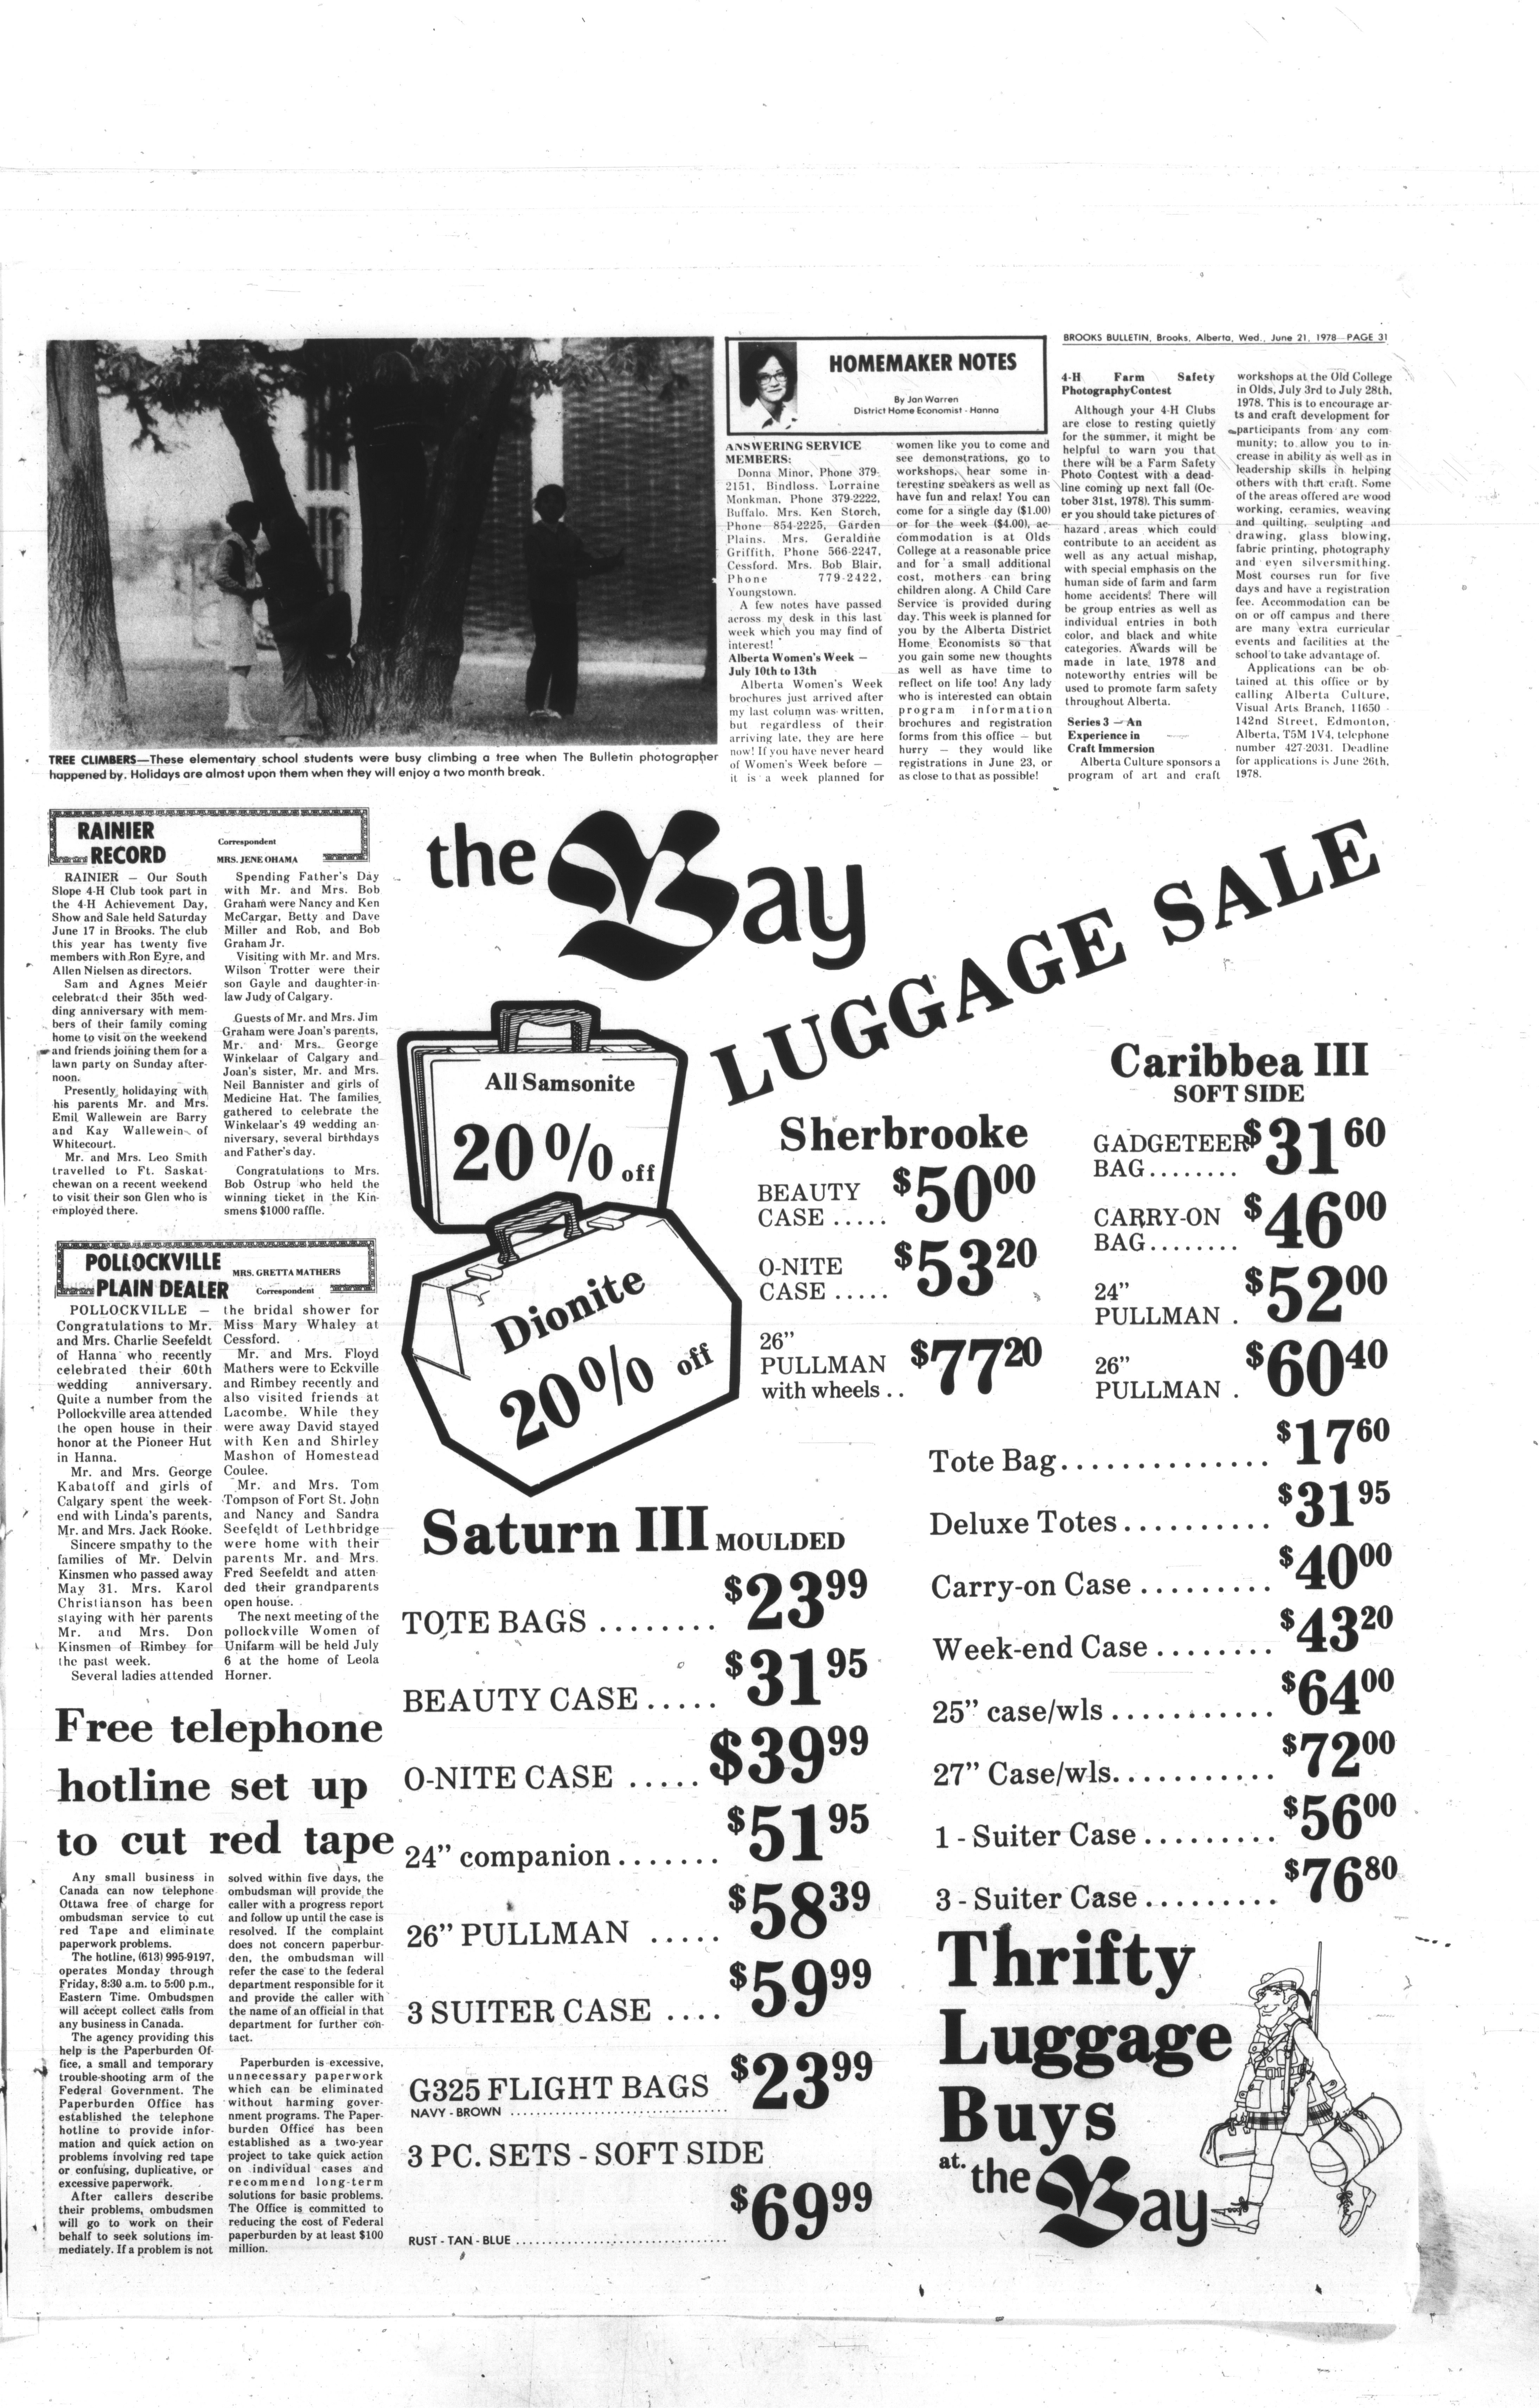 BROOKS BULLETIN, Brooks, Alberta, Wed., June 21, 1978—PAGE 31
TREE CLIMBERS—These elementary school students were busy climbing a tree when The Bulletin photographer
happened by. Holidays are almost upon them when they will enjoy a two month break.
HOMEMAKER NOTES
By Jan Warren
District Home Economist - Hanna
ANSWERING SERVICE
MEMBERS:
Donna Minor, Phone 379-
2151, Bindloss. Lorraine
Monkman, Phone 379-2222,
Buffalo. Mrs. Ken Storch,
Phone 854-2225, Garden
Plains. Mrs. Geraldine
Griffith, Phone 566-2247,
Cessford. Mrs. Bob Blair,
Phone 779-2422,
Youngstown.
A few notes have passed
across my desk in this last
week which you may find of
interest!
Alberta Women's Week —
July 10th to 13th
Alberta Women's Week
brochures just arrived after
my last column was written,
but regardless of their
arriving late, they are here
now! If you have never heard
of Women's Week before —
it is a week planned for
women like you to come and
see demonstrations, go to
workshops, hear some in-
teresting speakers as well as
have fun and relax! You can
come for a single day ($1.00)
or for the week ($4.00), ac-
commodation is at Olds
College at a reasonable price
and for a small additional
cost, mothers can bring
children along. A Child Care
Service is provided during
day. This week is planned for
you by the Alberta District
Home Economists so that
you gain some new thoughts
as well as have time to
reflect on life too! Any lady
who is interested can obtain
program information
brochures and registration
forms from this office — but
hurry — they would like
registrations in June 23, or
as close to that as possible!
4-H Farm Safety
PhotographyContest
Although your 4-H Clubs
are close to resting quietly
for the summer, it might be
helpful to warn you that
there will be a Farm Safety
Photo Contest with a dead-
line coming up next fall (Oc-
tober 31st, 1978). This summ-
er you should take pictures of
hazard areas which could
contribute to an accident as
well as any actual mishap,
with special emphasis on the
human side of farm and farm
home accidents! There will
be group entries as well as
individual entries in both
color, and black and white
categories. Awards will be
made in late 1978 and
noteworthy entries will be
used to promote farm safety
throughout Alberta.
Series 3 — An
Experience in
Craft Immersion
Alberta Culture sponsors a
program of art and craft
workshops at the Old College
in Olds, July 3rd to July 28th,
1978. This is to encourage ar-
ts and craft development for
participants from any com-
munity; to allow you to in-
crease in ability as well as in
leadership skills in helping
others with that craft. Some
of the areas offered are wood
working, ceramics, weaving
and quilting, sculpting and
drawing, glass blowing,
fabric printing, photography
and even silversmithing.
Most courses run for five
days and have a registration
fee. Accommodation can be
on or off campus and there
are many extra curricular
events and facilities at the
school to take advantage of.
Applications can be ob-
tained at this office or by
calling Alberta Culture,
Visual Arts Branch, 11650 -
142nd Street, Edmonton,
Alberta, T5M 1V4, telephone
number 427-2031. Deadline
for applications is June 26th,
1978.
RAINIER
RECORD
Correspondent
MRS. JENE OHAMA
RAINIER — Our South
Slope 4-H Club took part in
the 4-H Achievement Day,
Show and Sale held Saturday
June 17 in Brooks. The club
this year has twenty five
members with Ron Eyre, and
Allen Nielsen as directors.
Sam and Agnes Meier
celebrated their 35th wed-
ding anniversary with mem-
bers of their family coming
home to visit on the weekend
and friends joining them for a
lawn party on Sunday after-
noon.
Presently holidaying with
his parents Mr. and Mrs.
Emil Wallewein are Barry
and Kay Wallewein of
Whitecourt.
Mr. and Mrs. Leo Smith
travelled to Ft. Saskat-
chewan on a recent weekend
to visit their son Glen who is
employed there.
Spending Father's Day
with Mr. and Mrs. Bob
Graham were Nancy and Ken
McCargar, Betty and Dave
Miller and Rob, and Bob
Graham Jr.
Visiting with Mr. and Mrs.
Wilson Trotter were their
son Gayle and daughter-in-
law Judy of Calgary.
Guests of Mr. and Mrs. Jim
Graham were Joan's parents,
Mr. and Mrs. George
Winkelaar of Calgary and
Joan's sister, Mr. and Mrs.
Neil Bannister and girls of
Medicine Hat. The families
gathered to celebrate the
Winkelaar's 49 wedding an-
niversary, several birthdays
and Father's day.
Congratulations to Mrs.
Bob Ostrup who held the
winning ticket in the Kin-
smens $1000 raffle.
POLLOCKVILLE
PLAIN DEALER
MRS. GRETTA MATHERS
Correspondent
POLLOCKVILLE —
Congratulations to Mr.
and Mrs. Charlie Seefeldt
of Hanna who recently
celebrated their 60th
wedding anniversary.
Quite a number from the
Pollockville area attended
the open house in their
honor at the Pioneer Hut
in Hanna.
Mr. and Mrs. George
Kabatoff and girls of
Calgary spent the week-
end with Linda's parents,
Mr. and Mrs. Jack Rooke.
Sincere smpathy to the
families of Mr. Delvin
Kinsmen who passed away
May 31. Mrs. Karol
Christianson has been
staying with her parents
Mr. and Mrs. Don
Kinsmen of Rimbey for
the past week.
Several ladies attended
the bridal shower for
Miss Mary Whaley at
Cessford.
Mr. and Mrs. Floyd
Mathers were to Eckville
and Rimbey recently and
also visited friends at
Lacombe. While they
were away David stayed
with Ken and Shirley
Mashon of Homestead
Coulee.
Mr. and Mrs. Tom
Tompson of Fort St. John
and Nancy and Sandra
Seefeldt of Lethbridge
were home with their
parents Mr. and Mrs.
Fred Seefeldt and atten
ded their grandparents
open house.
The next meeting of the
pollockville Women of
Unifarm will be held July
6 at the home of Leola
Horner.
Free telephone
hotline set up
to cut red tape
Any small business in
Canada can now telephone
Ottawa free of charge for
ombudsman service to cut
red Tape and eliminate
paperwork problems.
The hotline, (613) 995-9197,
operates Monday through
Friday, 8:30 a.m. to 5:00 p.m.,
Eastern Time. Ombudsmen
will accept collect calls from
any business in Canada.
The agency providing this
help is the Paperburden Of-
fice, a small and temporary
trouble-shooting arm of the
Federal Government. The
Paperburden Office has
established the telephone
hotline to provide infor-
mation and quick action on
problems involving red tape
or confusing, duplicative, or
excessive paperwork.
After callers describe
their problems, ombudsmen
will go to work on their
behalf to seek solutions im-
mediately. If a problem is not
solved within five days, the
ombudsman will provide the
caller with a progress report
and follow up until the case is
resolved. If the complaint
does not concern paperbur-
den, the ombudsman will
refer the case to the federal
department responsible for it
and provide the caller with
the name of an official in that
department for further con-
tact.
Paperburden is excessive,
unnecessary paperwork
which can be eliminated
without harming gover-
nment programs. The Paper-
burden Office has been
established as a two-year
project to take quick action
on individual cases and
recommend long-term
solutions for basic problems.
The Office is committed to
reducing the cost of Federal
paperburden by at least $100
million.
the Bay
LUGGAGE SALE
All Samsonite
20% off
Dionite
20% off
Sherbrooke
BEAUTY
CASE ..... $50 00
O-NITE
CASE ..... $53 20
26”
PULLMAN
with wheels .. $77 20
Caribbea III
SOFT SIDE
GADGETEER
BAG........ $31 60
CARRY-ON
BAG........ $46 00
24”
PULLMAN . $52 00
26”
PULLMAN . $60 40
Saturn III MOULDED
TOTE BAGS ........ $23 99
BEAUTY CASE ..... $31 95
O-NITE CASE ..... $39 99
24” companion ....... $51 95
26” PULLMAN ..... $58 39
3 SUITER CASE .... $59 99
G325 FLIGHT BAGS $23 99
NAVY - BROWN ........
3 PC. SETS - SOFT SIDE
RUST - TAN - BLUE ........ $69 99
Tote Bag.............. $17 60
Deluxe Totes.......... $31 95
Carry-on Case ......... $40 00
Week-end Case ........ $43 20
25” case/wls ........... $64 00
27” Case/wls........... $72 00
1 - Suiter Case ......... $56 00
3 - Suiter Case ......... $76 80
Thrifty
Luggage
Buys
at. the Bay